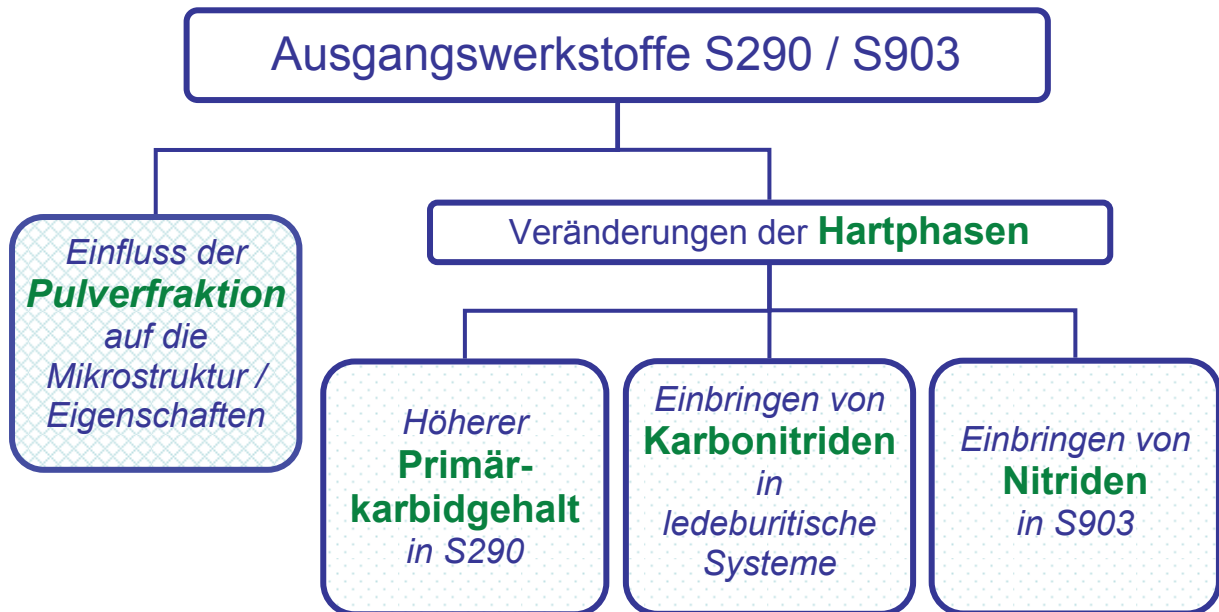 Ausgangswerkstoffe S290 / S903
Einfluss der
Pulverfraktion
auf die
Mikrostruktur /
Eigenschaften
Veränderungen der Hartphasen
Höherer
Primär-
karbidgehalt
in S290
Einbringen von
Karbonitriden
in
ledeburitische
Systeme
Einbringen von
Nitriden
in S903